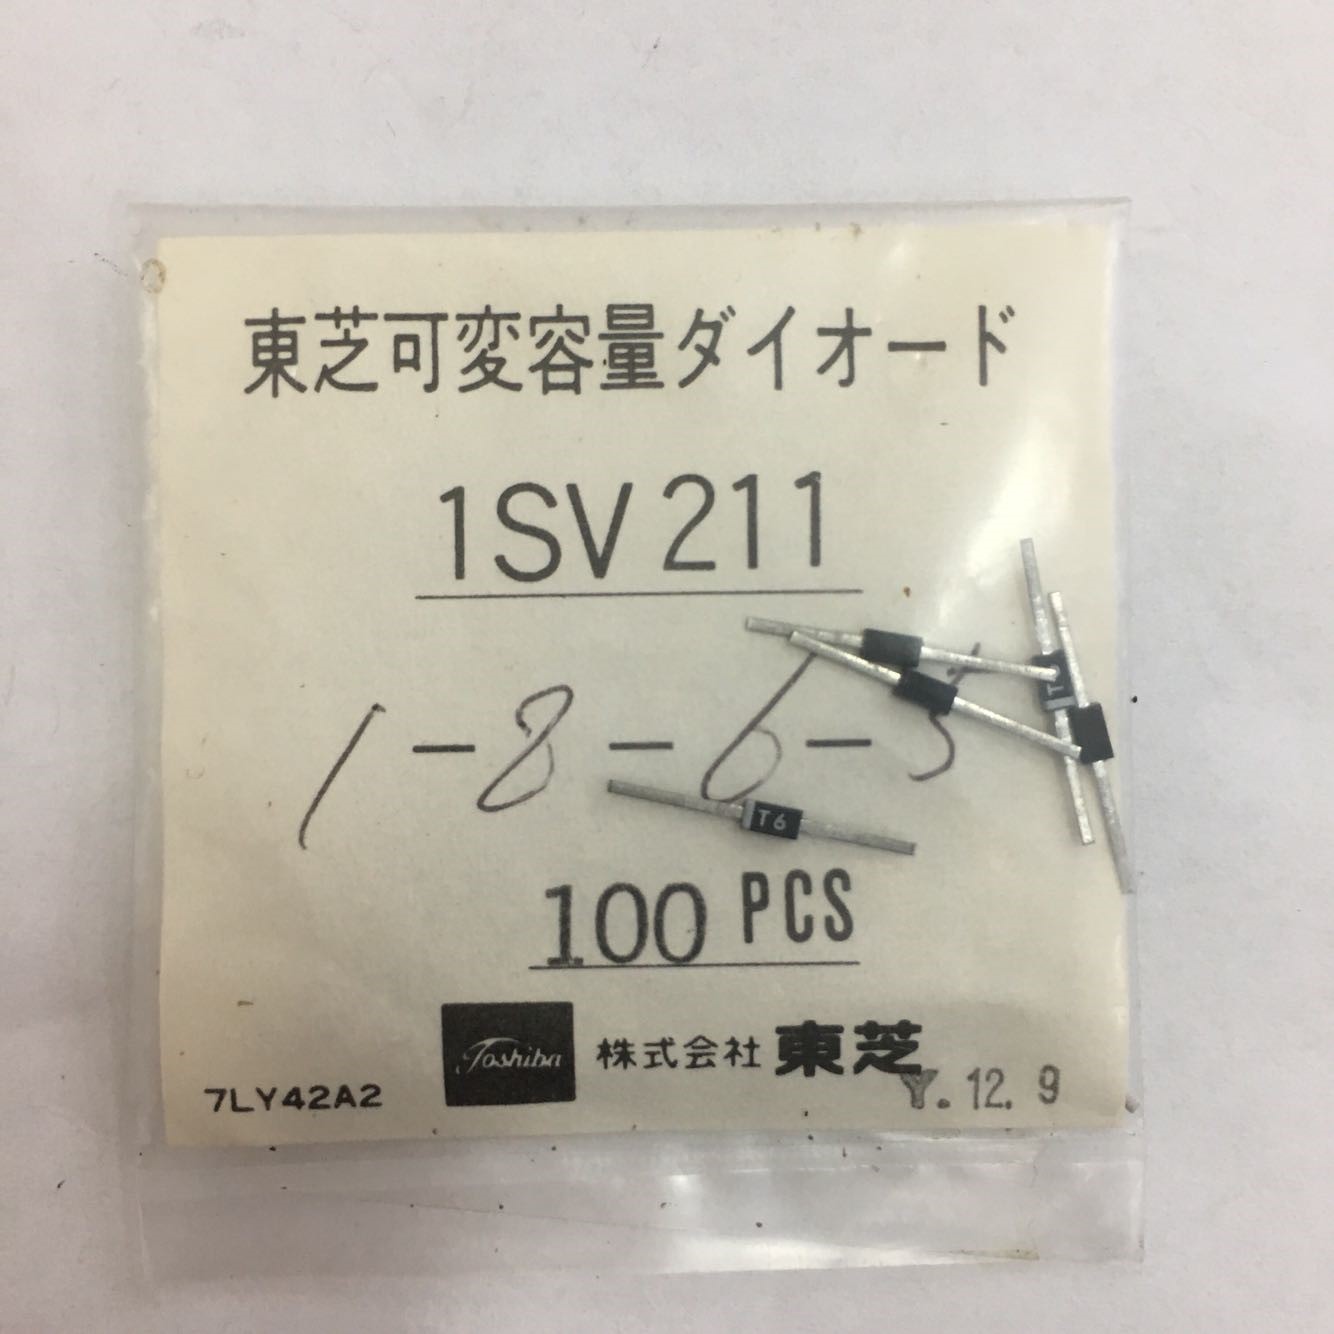 東芝可変容量ダイオード
1SV211
1-8-6-5
T6
T6
100 PCS
Toshiba 株式会社 東芝
7LY42A2
Y.12.9